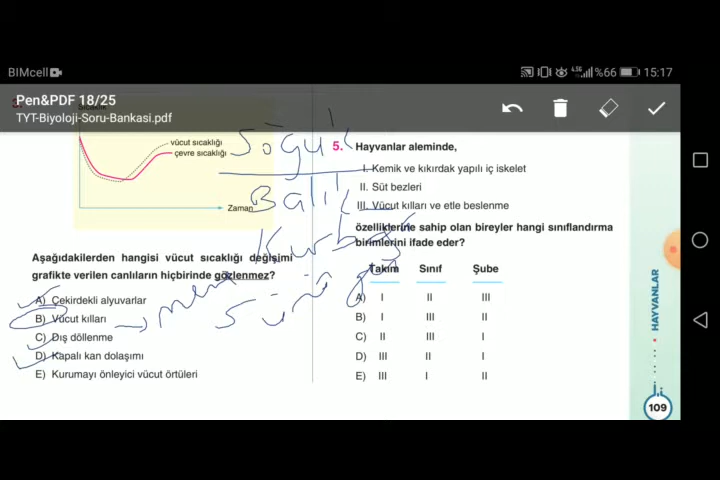 BIMcell
4.5G
%66
15:17
Pen&PDF 18/25
TYT-Biyoloji-Soru-Bankasi.pdf
vücut sıcaklığı
çevre sıcaklığı
Zaman
Aşağıdakilerden hangisi vücut sıcaklığı değişimi
grafikte verilen canlıların hiçbirinde gözlenmez?
A) Çekirdekli alyuvarlar
B) Vücut kılları
C) Dış döllenme
D) Kapalı kan dolaşımı
E) Kurumayı önleyici vücut örtüleri
Soğuk
Balık
Kurbağa
Sürüngen
5. Hayvanlar aleminde,
I. Kemik ve kıkırdak yapılı iç iskelet
II. Süt bezleri
III. Vücut kılları ve etle beslenme
özelliklerine sahip olan bireyler hangi sınıflandırma
birimlerini ifade eder?
Takım Sınıf Şube
A) I II III
B) I III II
C) II III I
D) III II I
E) III I II
HAYVANLAR
109